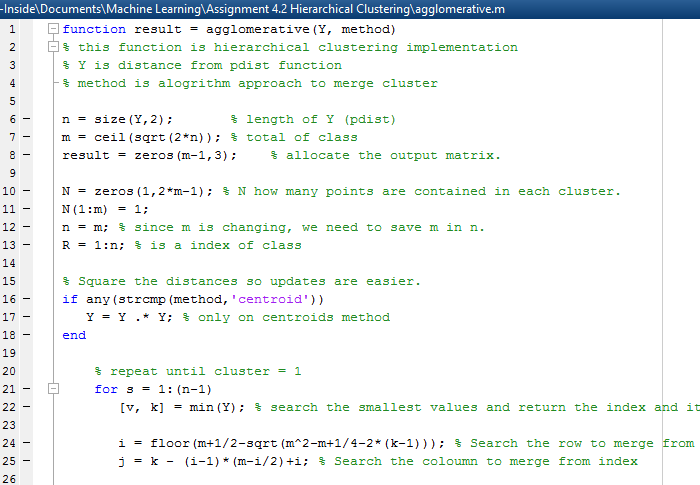 -Inside\Documents\Machine Learning\Assignment 4.2 Hierarchical Clustering\agglomerative.m
1 function result = agglomerative(Y, method)
2 % this function is hierarchical clustering implementation
3 % Y is distance from pdist function
4 % method is alogrithm approach to merge cluster
5
6 - n = size(Y,2); % length of Y (pdist)
7 - m = ceil(sqrt(2*n)); % total of class
8 - result = zeros(m-1,3); % allocate the output matrix.
9
10 - N = zeros(1,2*m-1); % N how many points are contained in each cluster.
11 - N(1:m) = 1;
12 - n = m; % since m is changing, we need to save m in n.
13 - R = 1:n; % is a index of class
14
15 % Square the distances so updates are easier.
16 - if any(strcmp(method,'centroid'))
17 - Y = Y .* Y; % only on centroids method
18 - end
19
20 % repeat until cluster = 1
21 - for s = 1:(n-1)
22 - [v, k] = min(Y); % search the smallest values and return the index and it
23
24 - i = floor(m+1/2-sqrt(m^2-m+1/4-2*(k-1))); % Search the row to merge from
25 - j = k - (i-1)*(m-i/2)+i; % Search the coloumn to merge from index
26